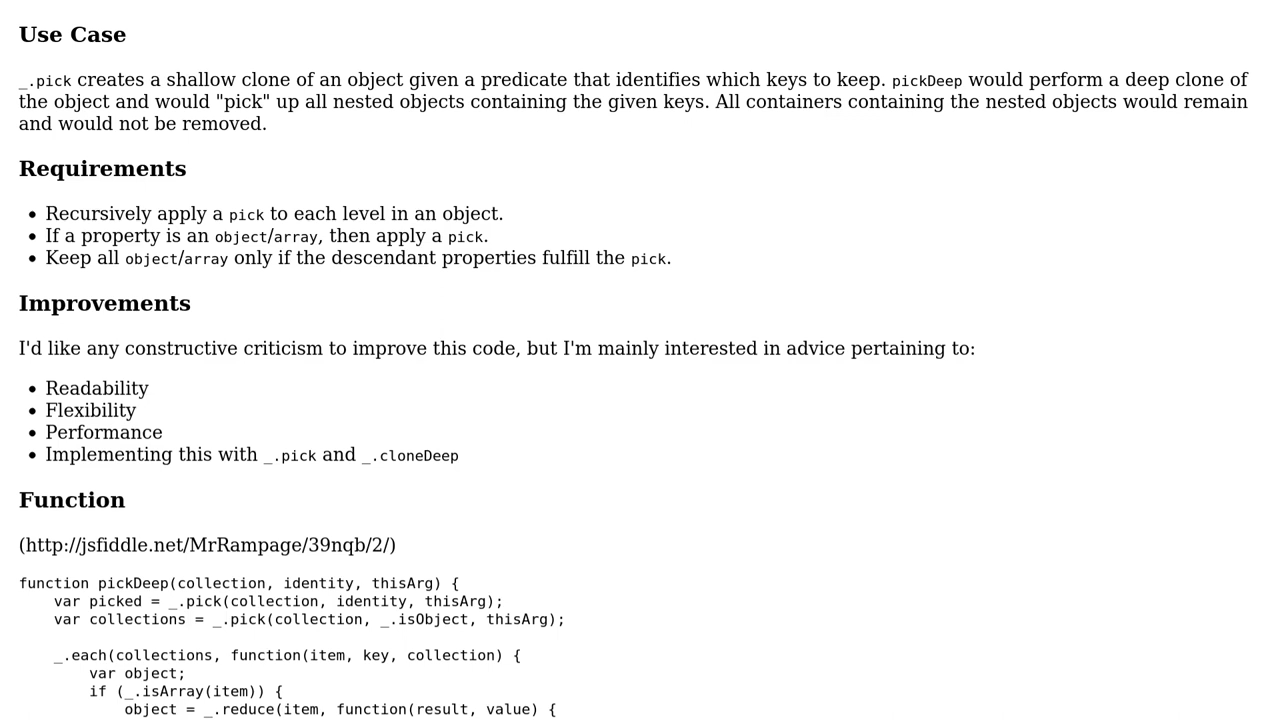 Use Case
_.pick creates a shallow clone of an object given a predicate that identifies which keys to keep. pickDeep would perform a deep clone of
the object and would "pick" up all nested objects containing the given keys. All containers containing the nested objects would remain
and would not be removed.
Requirements
• Recursively apply a pick to each level in an object.
• If a property is an object/array, then apply a pick.
• Keep all object/array only if the descendant properties fulfill the pick.
Improvements
I'd like any constructive criticism to improve this code, but I'm mainly interested in advice pertaining to:
• Readability
• Flexibility
• Performance
• Implementing this with _.pick and _.cloneDeep
Function
(http://jsfiddle.net/MrRampage/39nqb/2/)
function pickDeep(collection, identity, thisArg) {
    var picked = _.pick(collection, identity, thisArg);
    var collections = _.pick(collection, _.isObject, thisArg);
    _.each(collections, function(item, key, collection) {
        var object;
        if (_.isArray(item)) {
            object = _.reduce(item, function(result, value) {